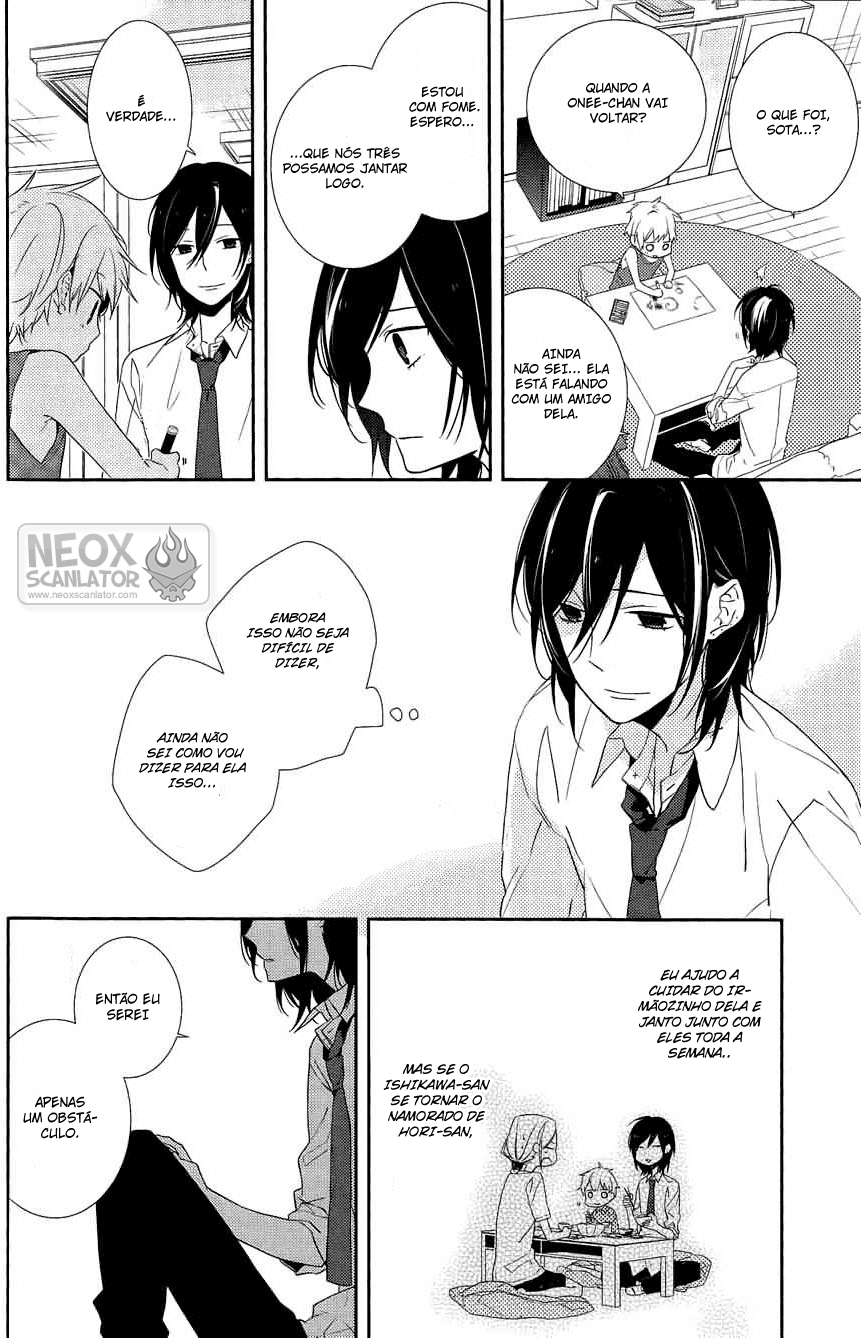 O QUE FOI,
SOTA...?
QUANDO A
ONEE-CHAN VAI
VOLTAR?
AINDA
NÃO SEI... ELA
ESTÁ FALANDO
COM UM AMIGO
DELA.
ESTOU
COM FOME.
ESPERO...
...QUE NÓS TRÊS
POSSAMOS JANTAR
LOGO.
É
VERDADE...
NEOX
SCANLATOR
www.neoxscanlator.com
EMBORA
ISSO NÃO SEJA
DIFÍCIL DE
DIZER,
AINDA NÃO
SEI COMO VOU
DIZER PARA ELA
ISSO...
EU AJUDO A
CUIDAR DO IR-
MÃOZINHO DELA E
JANTO JUNTO COM
ELES TODA A
SEMANA..
MAS SE O
ISHIKAWA-SAN
SE TORNAR O
NAMORADO DE
HORI-SAN,
ENTÃO EU
SEREI
APENAS
UM OBSTÁ-
CULO.